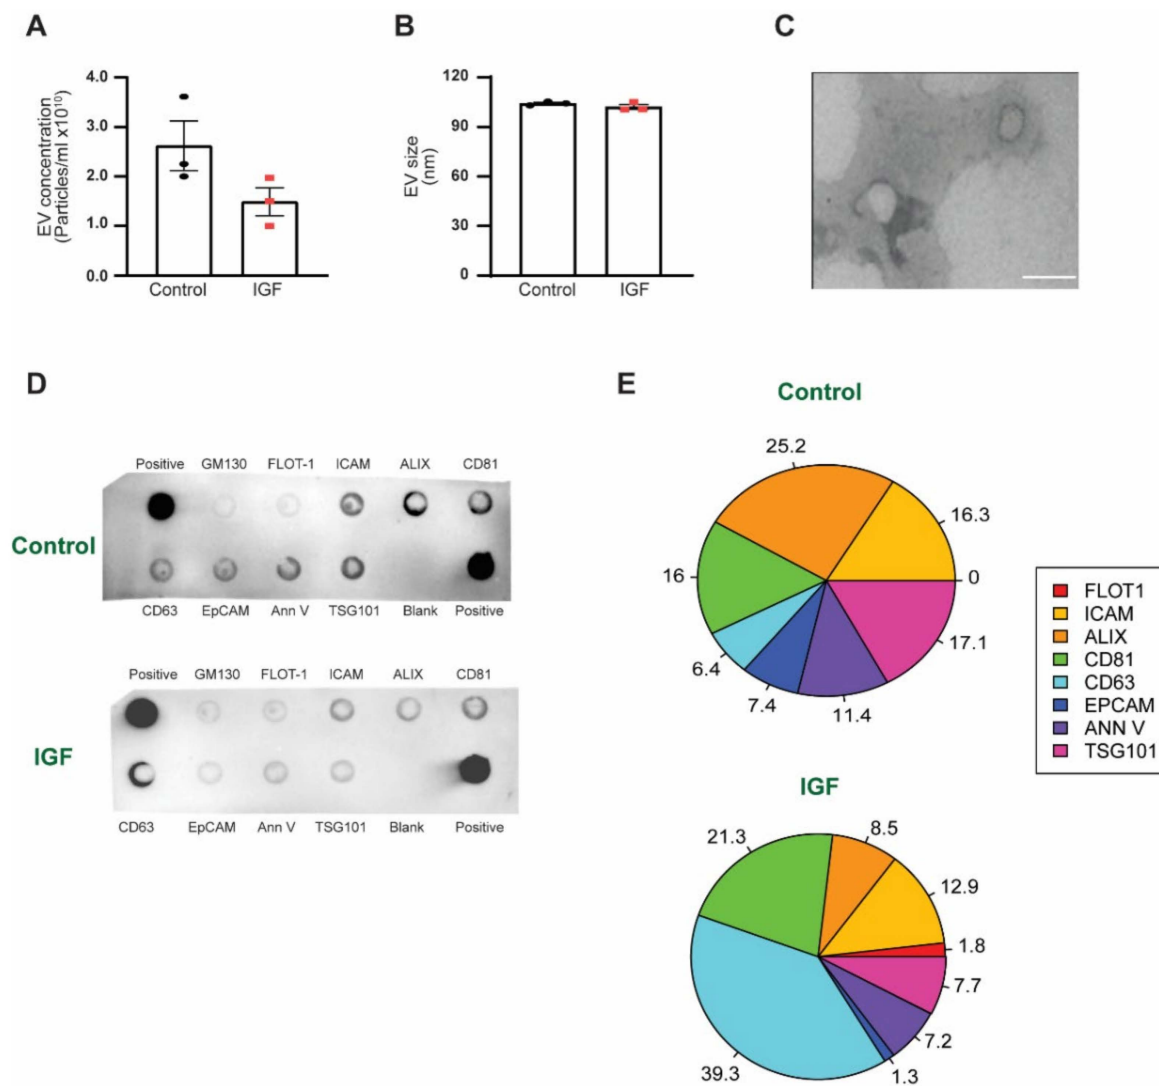 A
EV concentration
(Particles/ml x10¹⁰)
4.0
3.0
2.0
1.0
0.0
Control
IGF
B
EV size
(nm)
120
90
60
30
0
Control
IGF
C
D
Control
Positive GM130 FLOT-1 ICAM ALIX CD81
CD63 EpCAM Ann V TSG101 Blank Positive
IGF
Positive GM130 FLOT-1 ICAM ALIX CD81
CD63 EpCAM Ann V TSG101 Blank Positive
E
Control
25.2
16.3
0
16
17.1
6.4
7.4
11.4
FLOT1
ICAM
ALIX
CD81
CD63
EPCAM
ANN V
TSG101
IGF
21.3
8.5
12.9
1.8
7.7
7.2
1.3
39.3